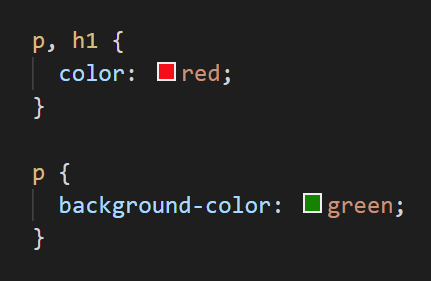 p, h1 {
  color: red;
}

p {
  background-color: green;
}